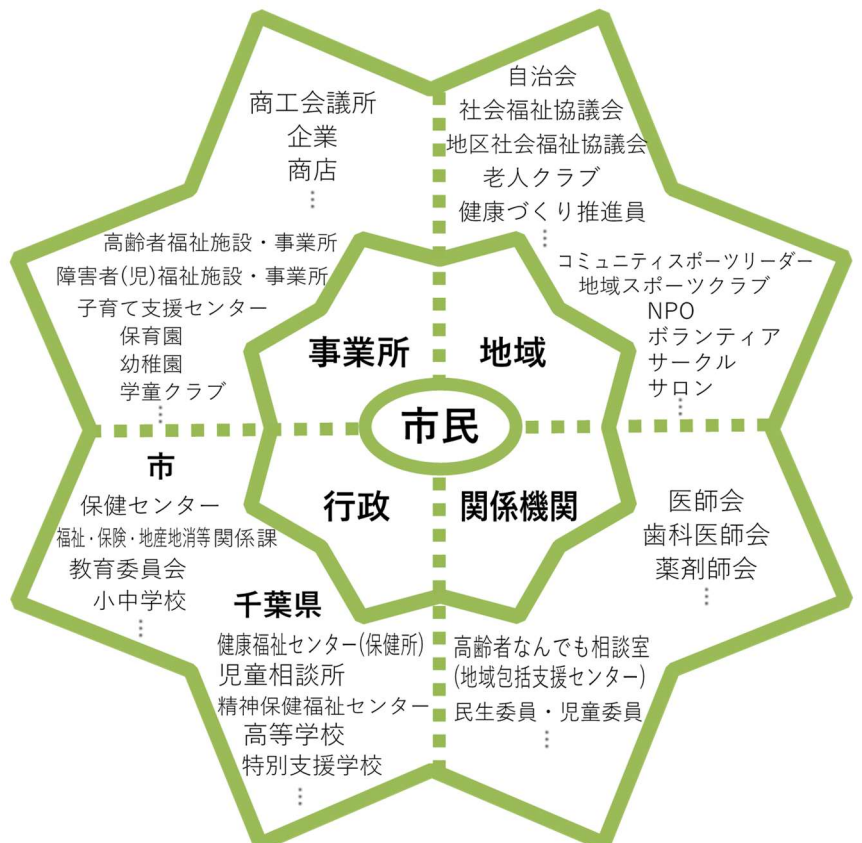 商工会議所
企業
商店
⋮
高齢者福祉施設・事業所
障害者(児)福祉施設・事業所
子育て支援センター
保育園
幼稚園
学童クラブ
⋮
事業所
自治会
社会福祉協議会
地区社会福祉協議会
老人クラブ
健康づくり推進員
⋮
コミュニティスポーツリーダー
地域スポーツクラブ
NPO
ボランティア
サークル
サロン
⋮
地域
市民
行政
市
保健センター
福祉・保険・地産地消等関係課
教育委員会
小中学校
⋮
千葉県
健康福祉センター(保健所)
児童相談所
精神保健福祉センター
高等学校
特別支援学校
⋮
関係機関
医師会
歯科医師会
薬剤師会
⋮
高齢者なんでも相談室
(地域包括支援センター)
民生委員・児童委員
⋮